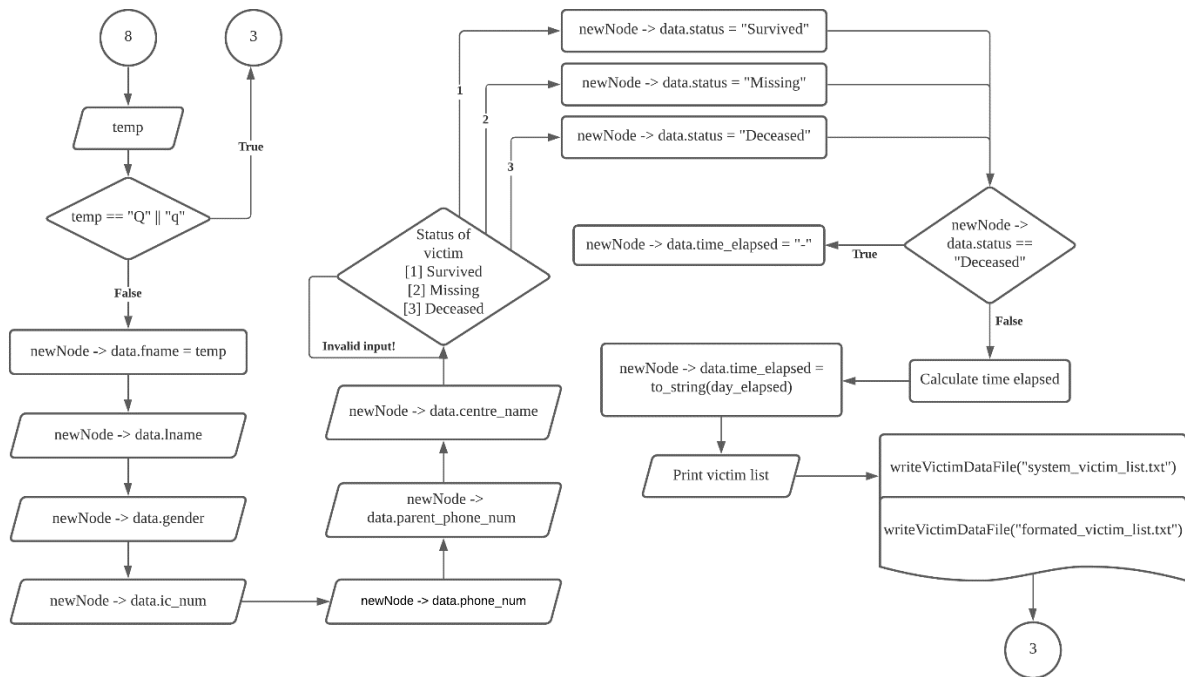 8
temp
temp == "Q" || "q"
True
3
False
newNode -> data.fname = temp
newNode -> data.lname
newNode -> data.gender
newNode -> data.ic_num
newNode -> data.phone_num
newNode ->
data.parent_phone_num
newNode -> data.centre_name
Invalid input!
Status of
victim
[1] Survived
[2] Missing
[3] Deceased
1
2
3
newNode -> data.status = "Survived"
newNode -> data.status = "Missing"
newNode -> data.status = "Deceased"
newNode ->
data.status ==
"Deceased"
True
newNode -> data.time_elapsed = "-"
False
Calculate time elapsed
newNode -> data.time_elapsed =
to_string(day_elapsed)
Print victim list
writeVictimDataFile("system_victim_list.txt")
writeVictimDataFile("formated_victim_list.txt")
3